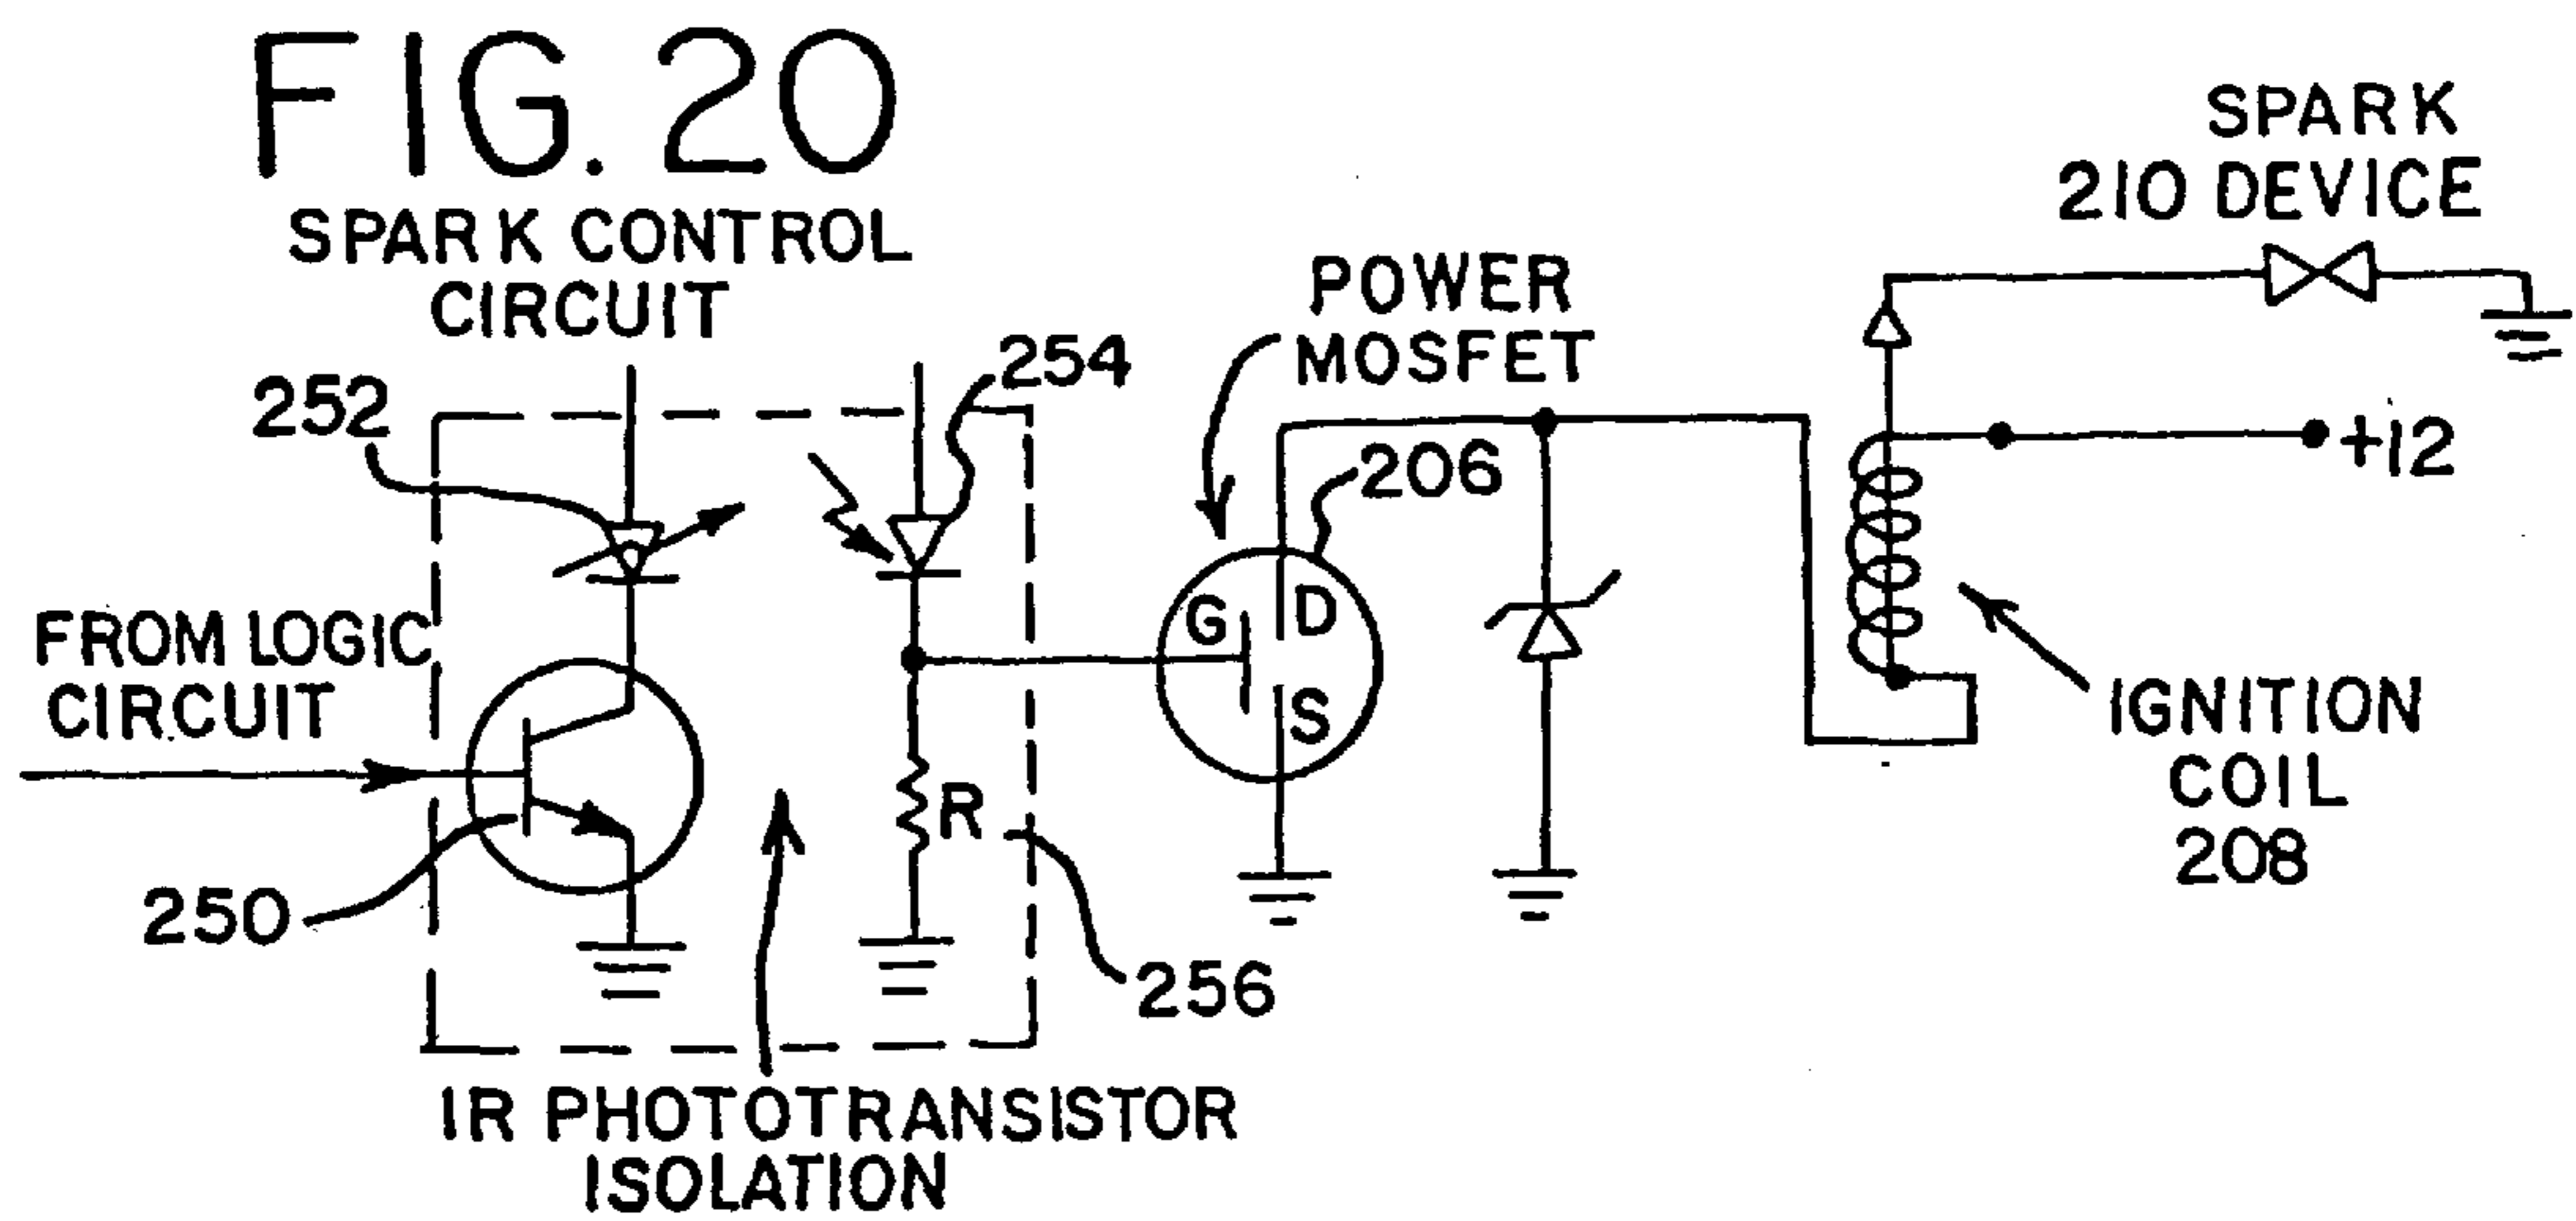 FIG. 20
SPARK CONTROL
CIRCUIT
SPARK
210 DEVICE
POWER
MOSFET
252
254
206
+12
G
D
S
FROM LOGIC
CIRCUIT
R
250
256
IGNITION
COIL
208
IR PHOTOTRANSISTOR
ISOLATION